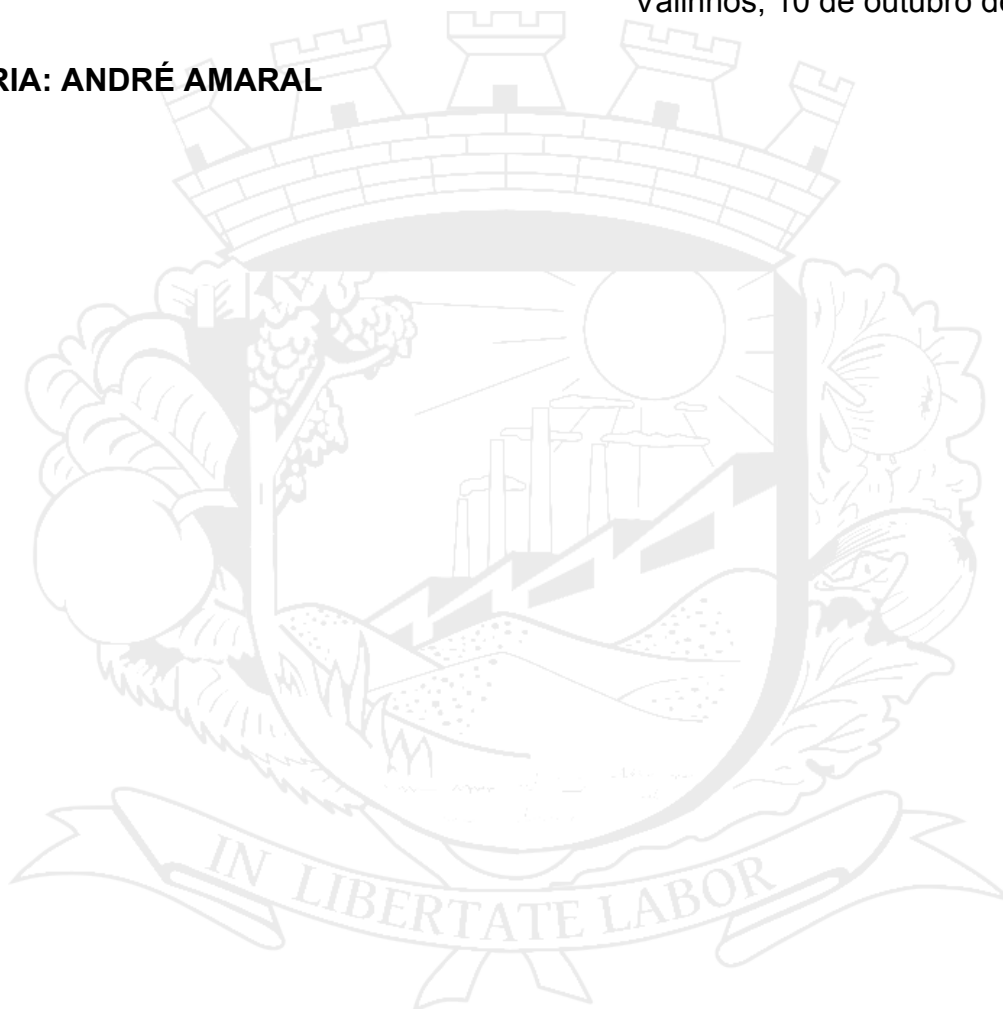 Valinhos, 10 de outubro de
RIA: ANDRÉ AMARAL
IN LIBERTATE LABOR